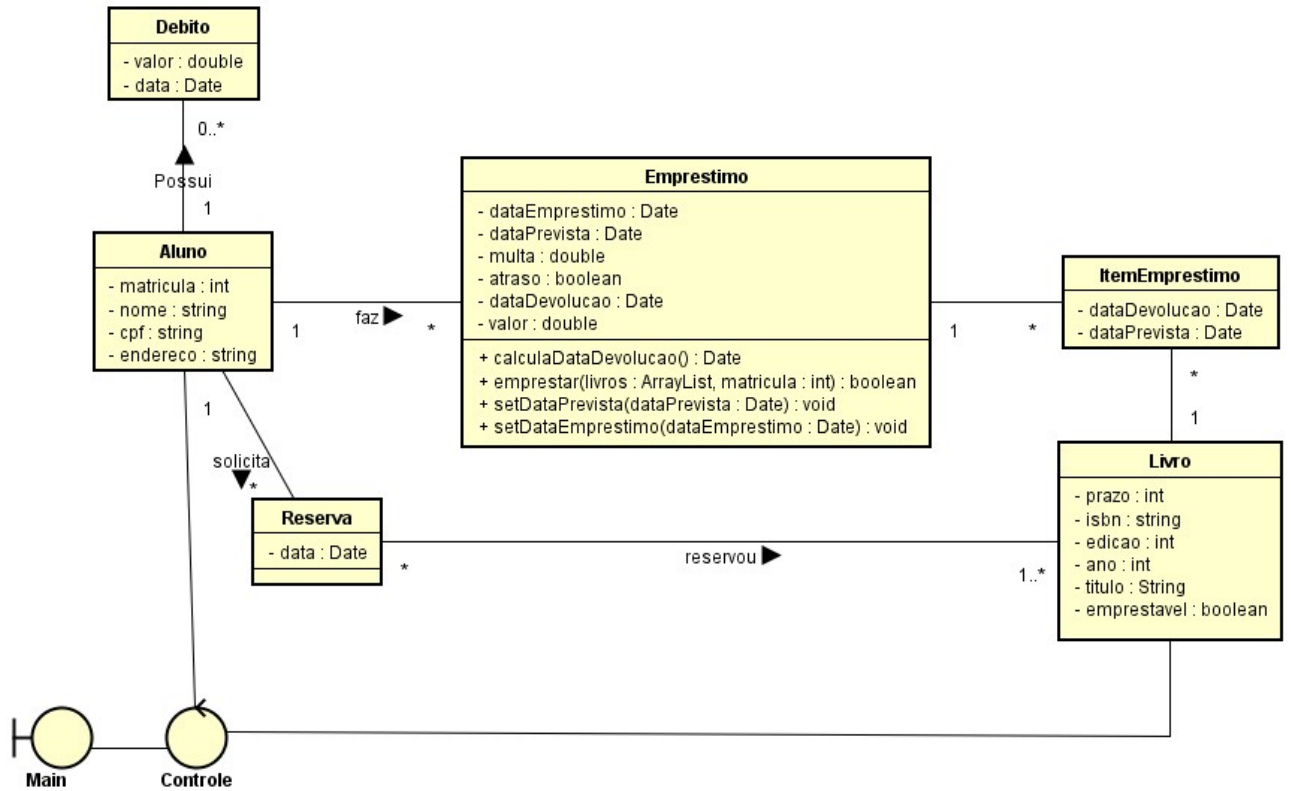 Debito
- valor : double
- data : Date
0..*
Possui
1
Aluno
- matricula : int
- nome : string
- cpf : string
- endereco : string
1
faz
*
Emprestimo
- dataEmprestimo : Date
- dataPrevista : Date
- multa : double
- atraso : boolean
- dataDevolucao : Date
- valor : double
+ calculaDataDevolucao() : Date
+ emprestar(livros : ArrayList, matricula : int) : boolean
+ setDataPrevista(dataPrevista : Date) : void
+ setDataEmprestimo(dataEmprestimo : Date) : void
1
*
ItemEmprestimo
- dataDevolucao : Date
- dataPrevista : Date
*
1
Livro
- prazo : int
- isbn : string
- edicao : int
- ano : int
- titulo : String
- emprestavel : boolean
1
solicita
*
Reserva
- data : Date
*
reservou
1..*
Main
Controle